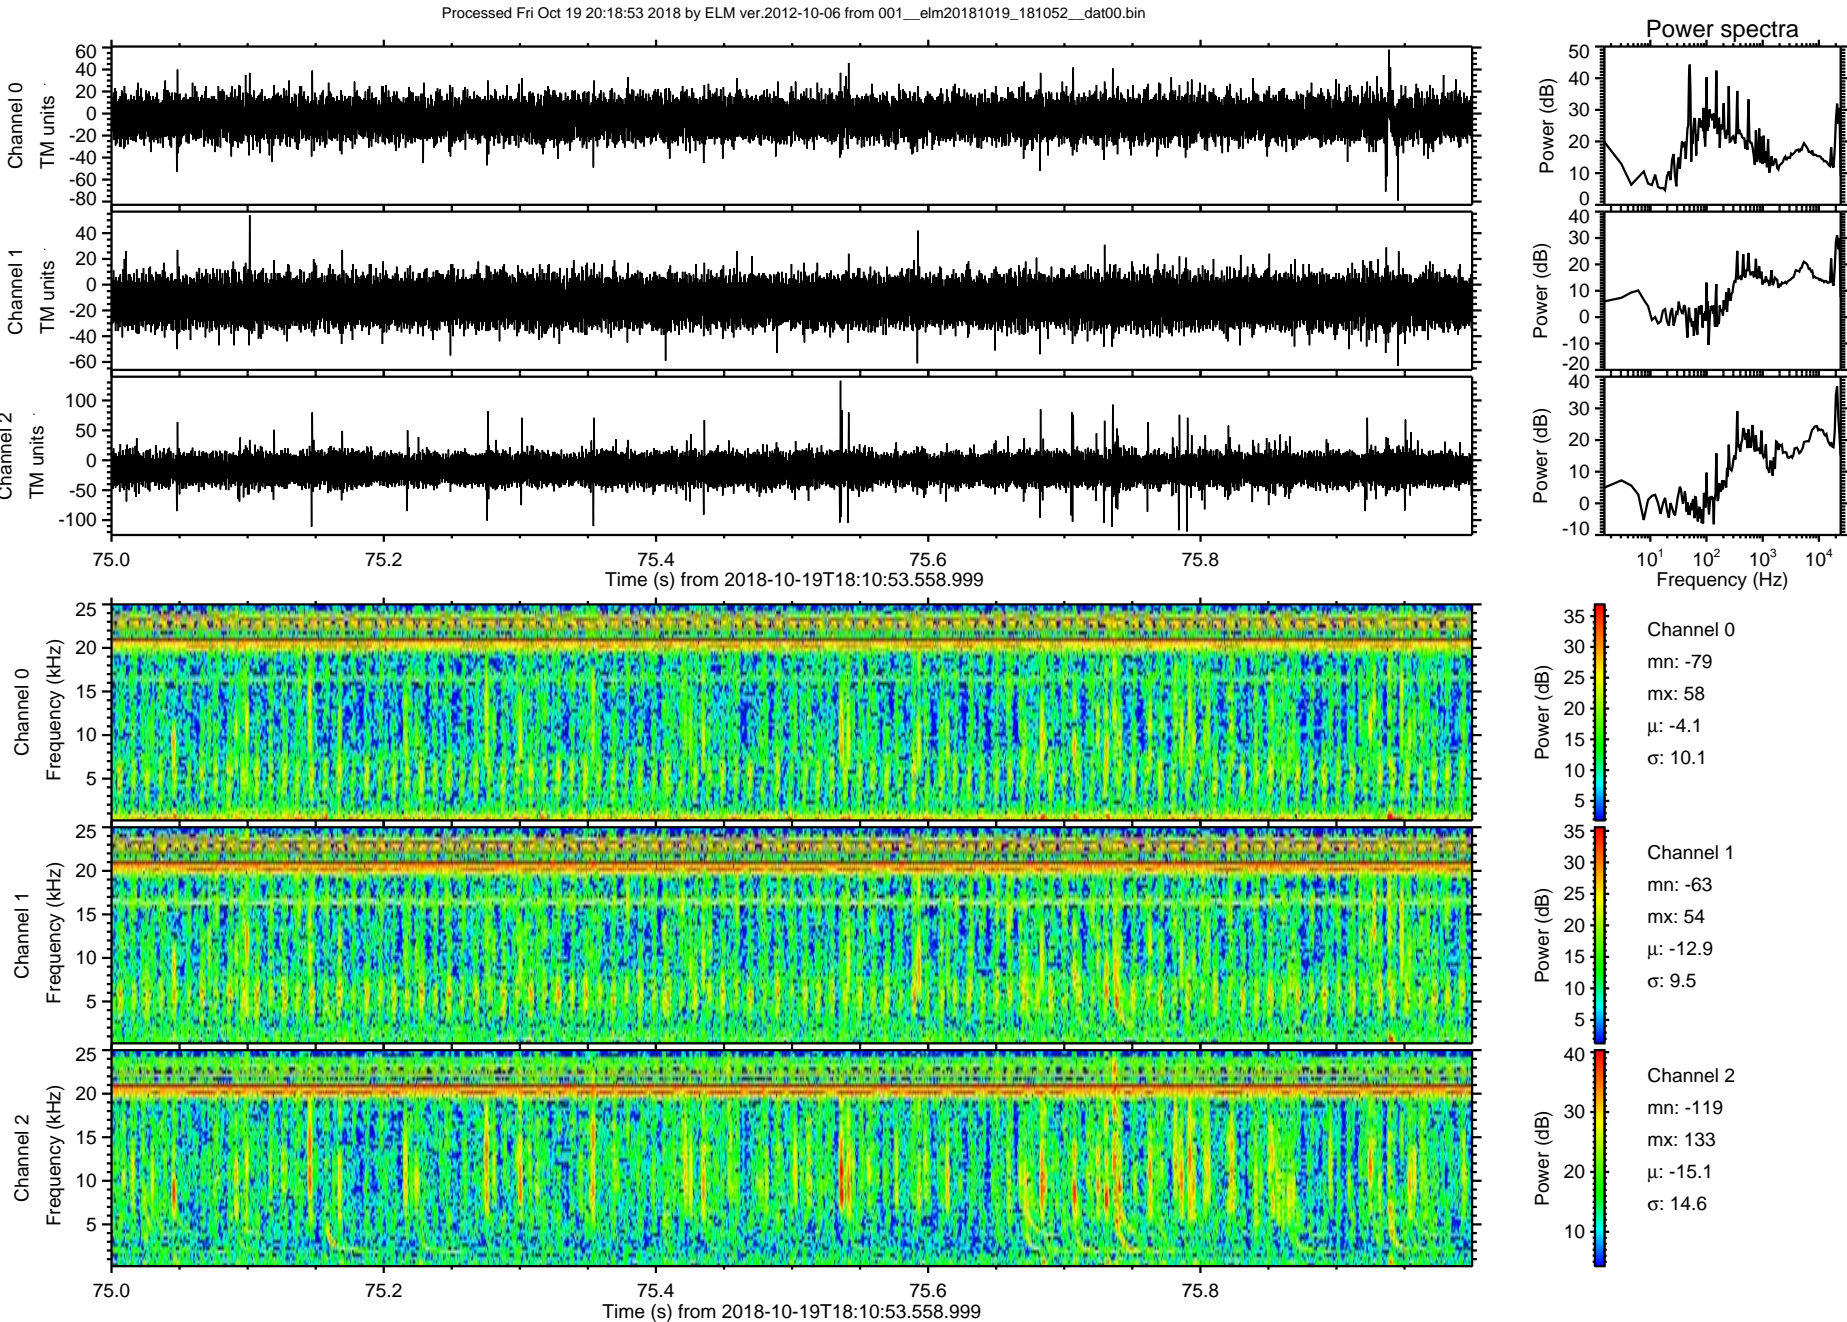 Processed Fri Oct 19 20:18:53 2018 by ELM ver.2012-10-06 from 001__elm20181019_181052__dat00.bin
Power spectra
Channel 0
TM units
60
40
20
0
-20
-40
-60
-80
Power (dB)
50
40
30
20
10
0
Channel 1
TM units
40
20
0
-20
-40
-60
Power (dB)
40
30
20
10
0
-10
-20
Channel 2
TM units
100
50
0
-50
-100
Power (dB)
40
30
20
10
0
-10
75.0 75.2 75.4 75.6 75.8
Time (s) from 2018-10-19T18:10:53.558.999
10^1 10^2 10^3 10^4
Frequency (Hz)
Channel 0
Frequency (kHz)
25
20
15
10
5
Power (dB)
35
30
25
20
15
10
5
Channel 0
mn: -79
mx: 58
μ: -4.1
σ: 10.1
Channel 1
Frequency (kHz)
25
20
15
10
5
Power (dB)
35
30
25
20
15
10
5
Channel 1
mn: -63
mx: 54
μ: -12.9
σ: 9.5
Channel 2
Frequency (kHz)
25
20
15
10
5
Power (dB)
40
30
20
10
Channel 2
mn: -119
mx: 133
μ: -15.1
σ: 14.6
75.0 75.2 75.4 75.6 75.8
Time (s) from 2018-10-19T18:10:53.558.999